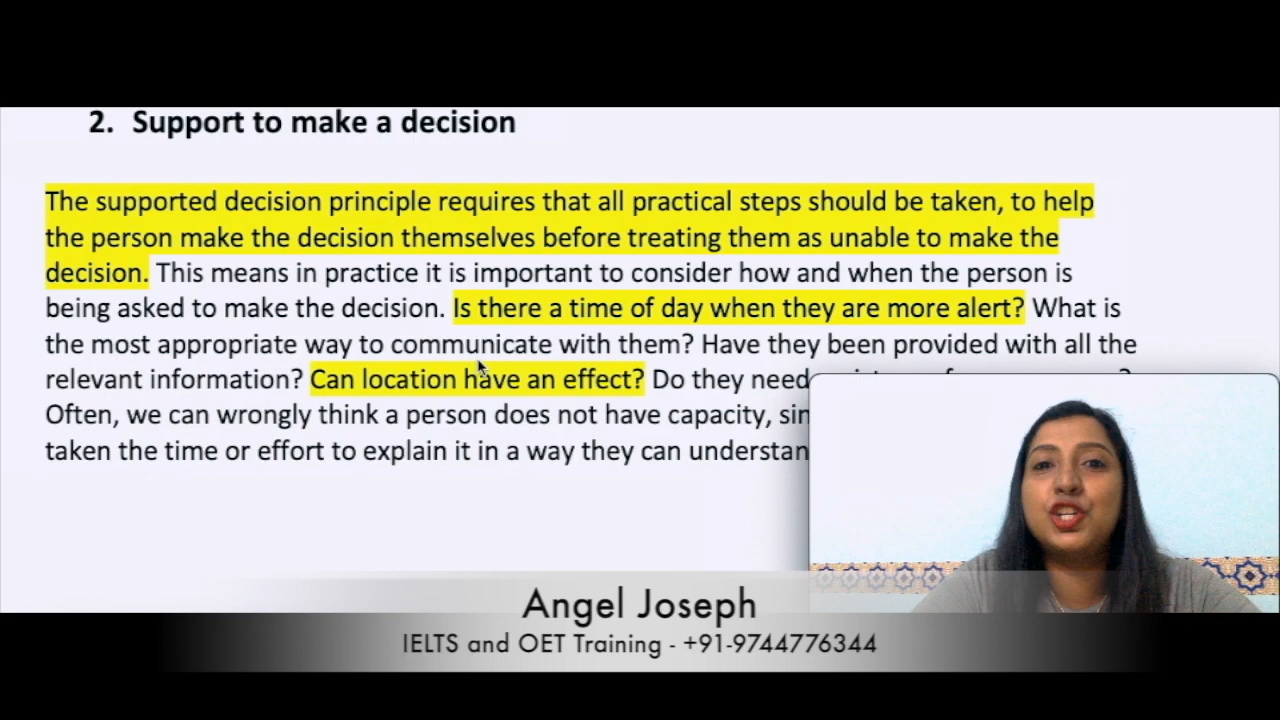 2. Support to make a decision
The supported decision principle requires that all practical steps should be taken, to help
the person make the decision themselves before treating them as unable to make the
decision. This means in practice it is important to consider how and when the person is
being asked to make the decision. Is there a time of day when they are more alert? What is
the most appropriate way to communicate with them? Have they been provided with all the
relevant information? Can location have an effect? Do they need
Often, we can wrongly think a person does not have capacity,
taken the time or effort to explain it in a way they can
Angel Joseph
IELTS and OET Training - +91-9744776344